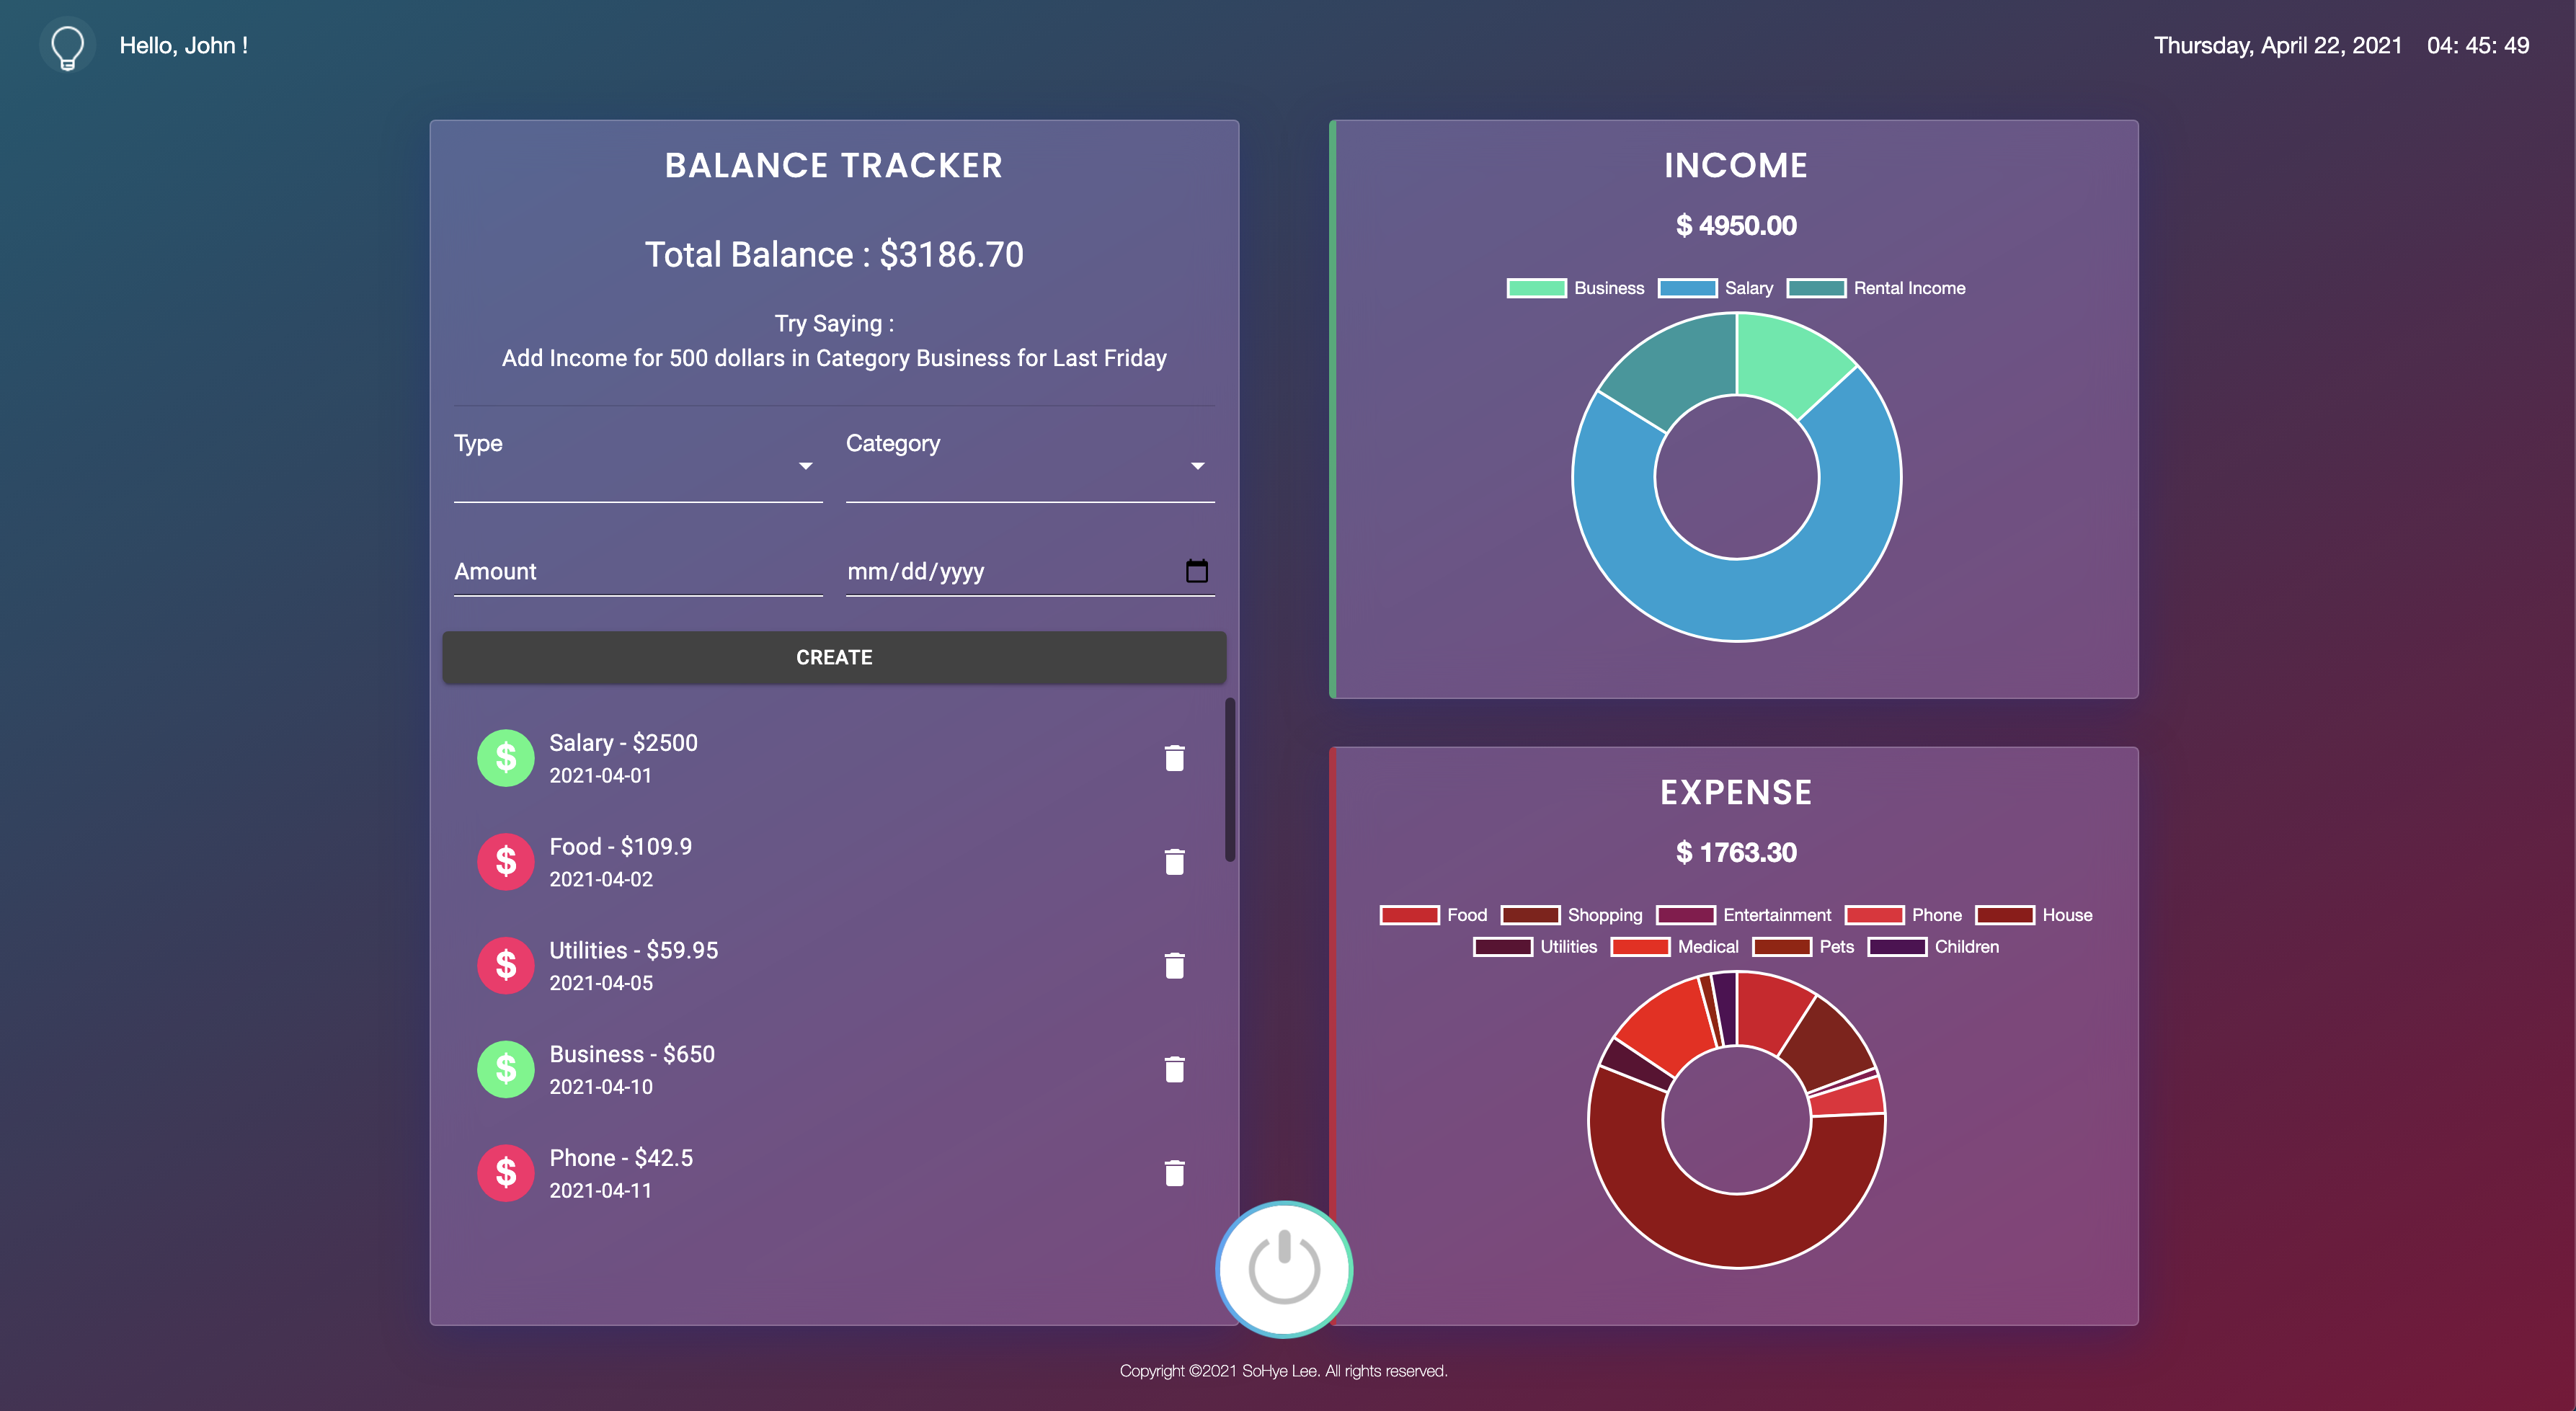 Hello, John !
Thursday, April 22, 2021 04: 45: 49
BALANCE TRACKER
Total Balance : $3186.70
Try Saying :
Add Income for 500 dollars in Category Business for Last Friday
Type Category
Amount mm/dd/yyyy
CREATE
$ Salary - $2500
2021-04-01
$ Food - $109.9
2021-04-02
$ Utilities - $59.95
2021-04-05
$ Business - $650
2021-04-10
$ Phone - $42.5
2021-04-11
INCOME
$ 4950.00
Business Salary Rental Income
EXPENSE
$ 1763.30
Food Shopping Entertainment Phone House
Utilities Medical Pets Children
Copyright ©2021 SoHye Lee. All rights reserved.